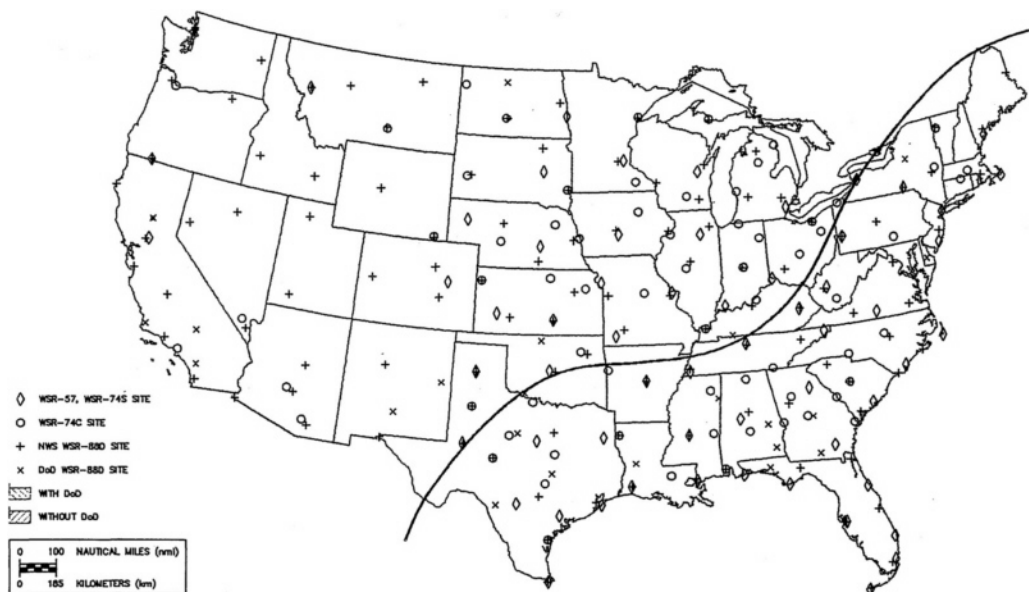 WSR-57, WSR-74S SITE
WSR-74C SITE
NWS WSR-88D SITE
DoD WSR-88D SITE
WITH DoD
WITHOUT DoD
0 100 NAUTICAL MILES (nmi)
0 185 KILOMETERS (km)